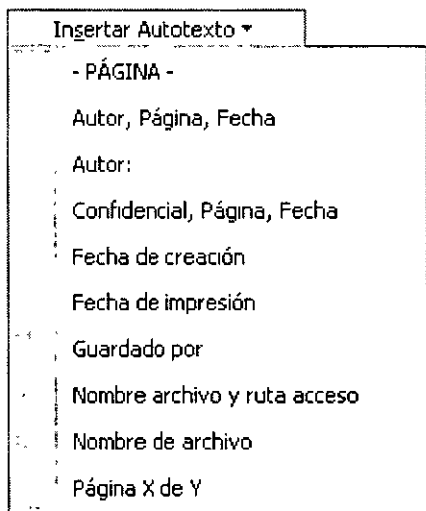 Insertar Autotexto
- PÁGINA -
Autor, Página, Fecha
Autor:
Confidencial, Página, Fecha
Fecha de creación
Fecha de impresión
Guardado por
Nombre archivo y ruta acceso
Nombre de archivo
Página X de Y